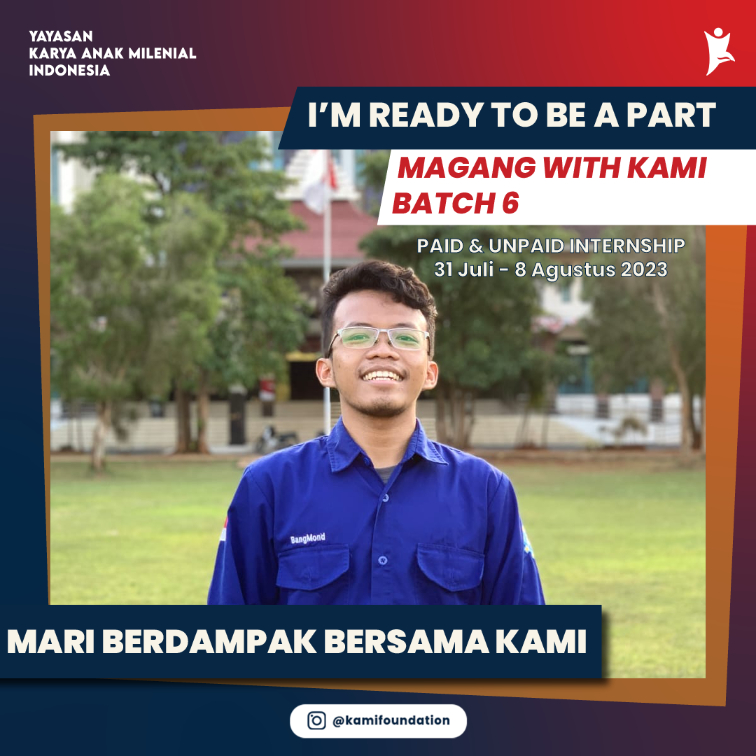 YAYASAN
KARYA ANAK MILENIAL
INDONESIA
I'M READY TO BE A PART
MAGANG WITH KAMI
BATCH 6
PAID & UNPAID INTERNSHIP
31 Juli - 8 Agustus 2023
BangMond
MARI BERDAMPAK BERSAMA KAMI
@kamifoundation